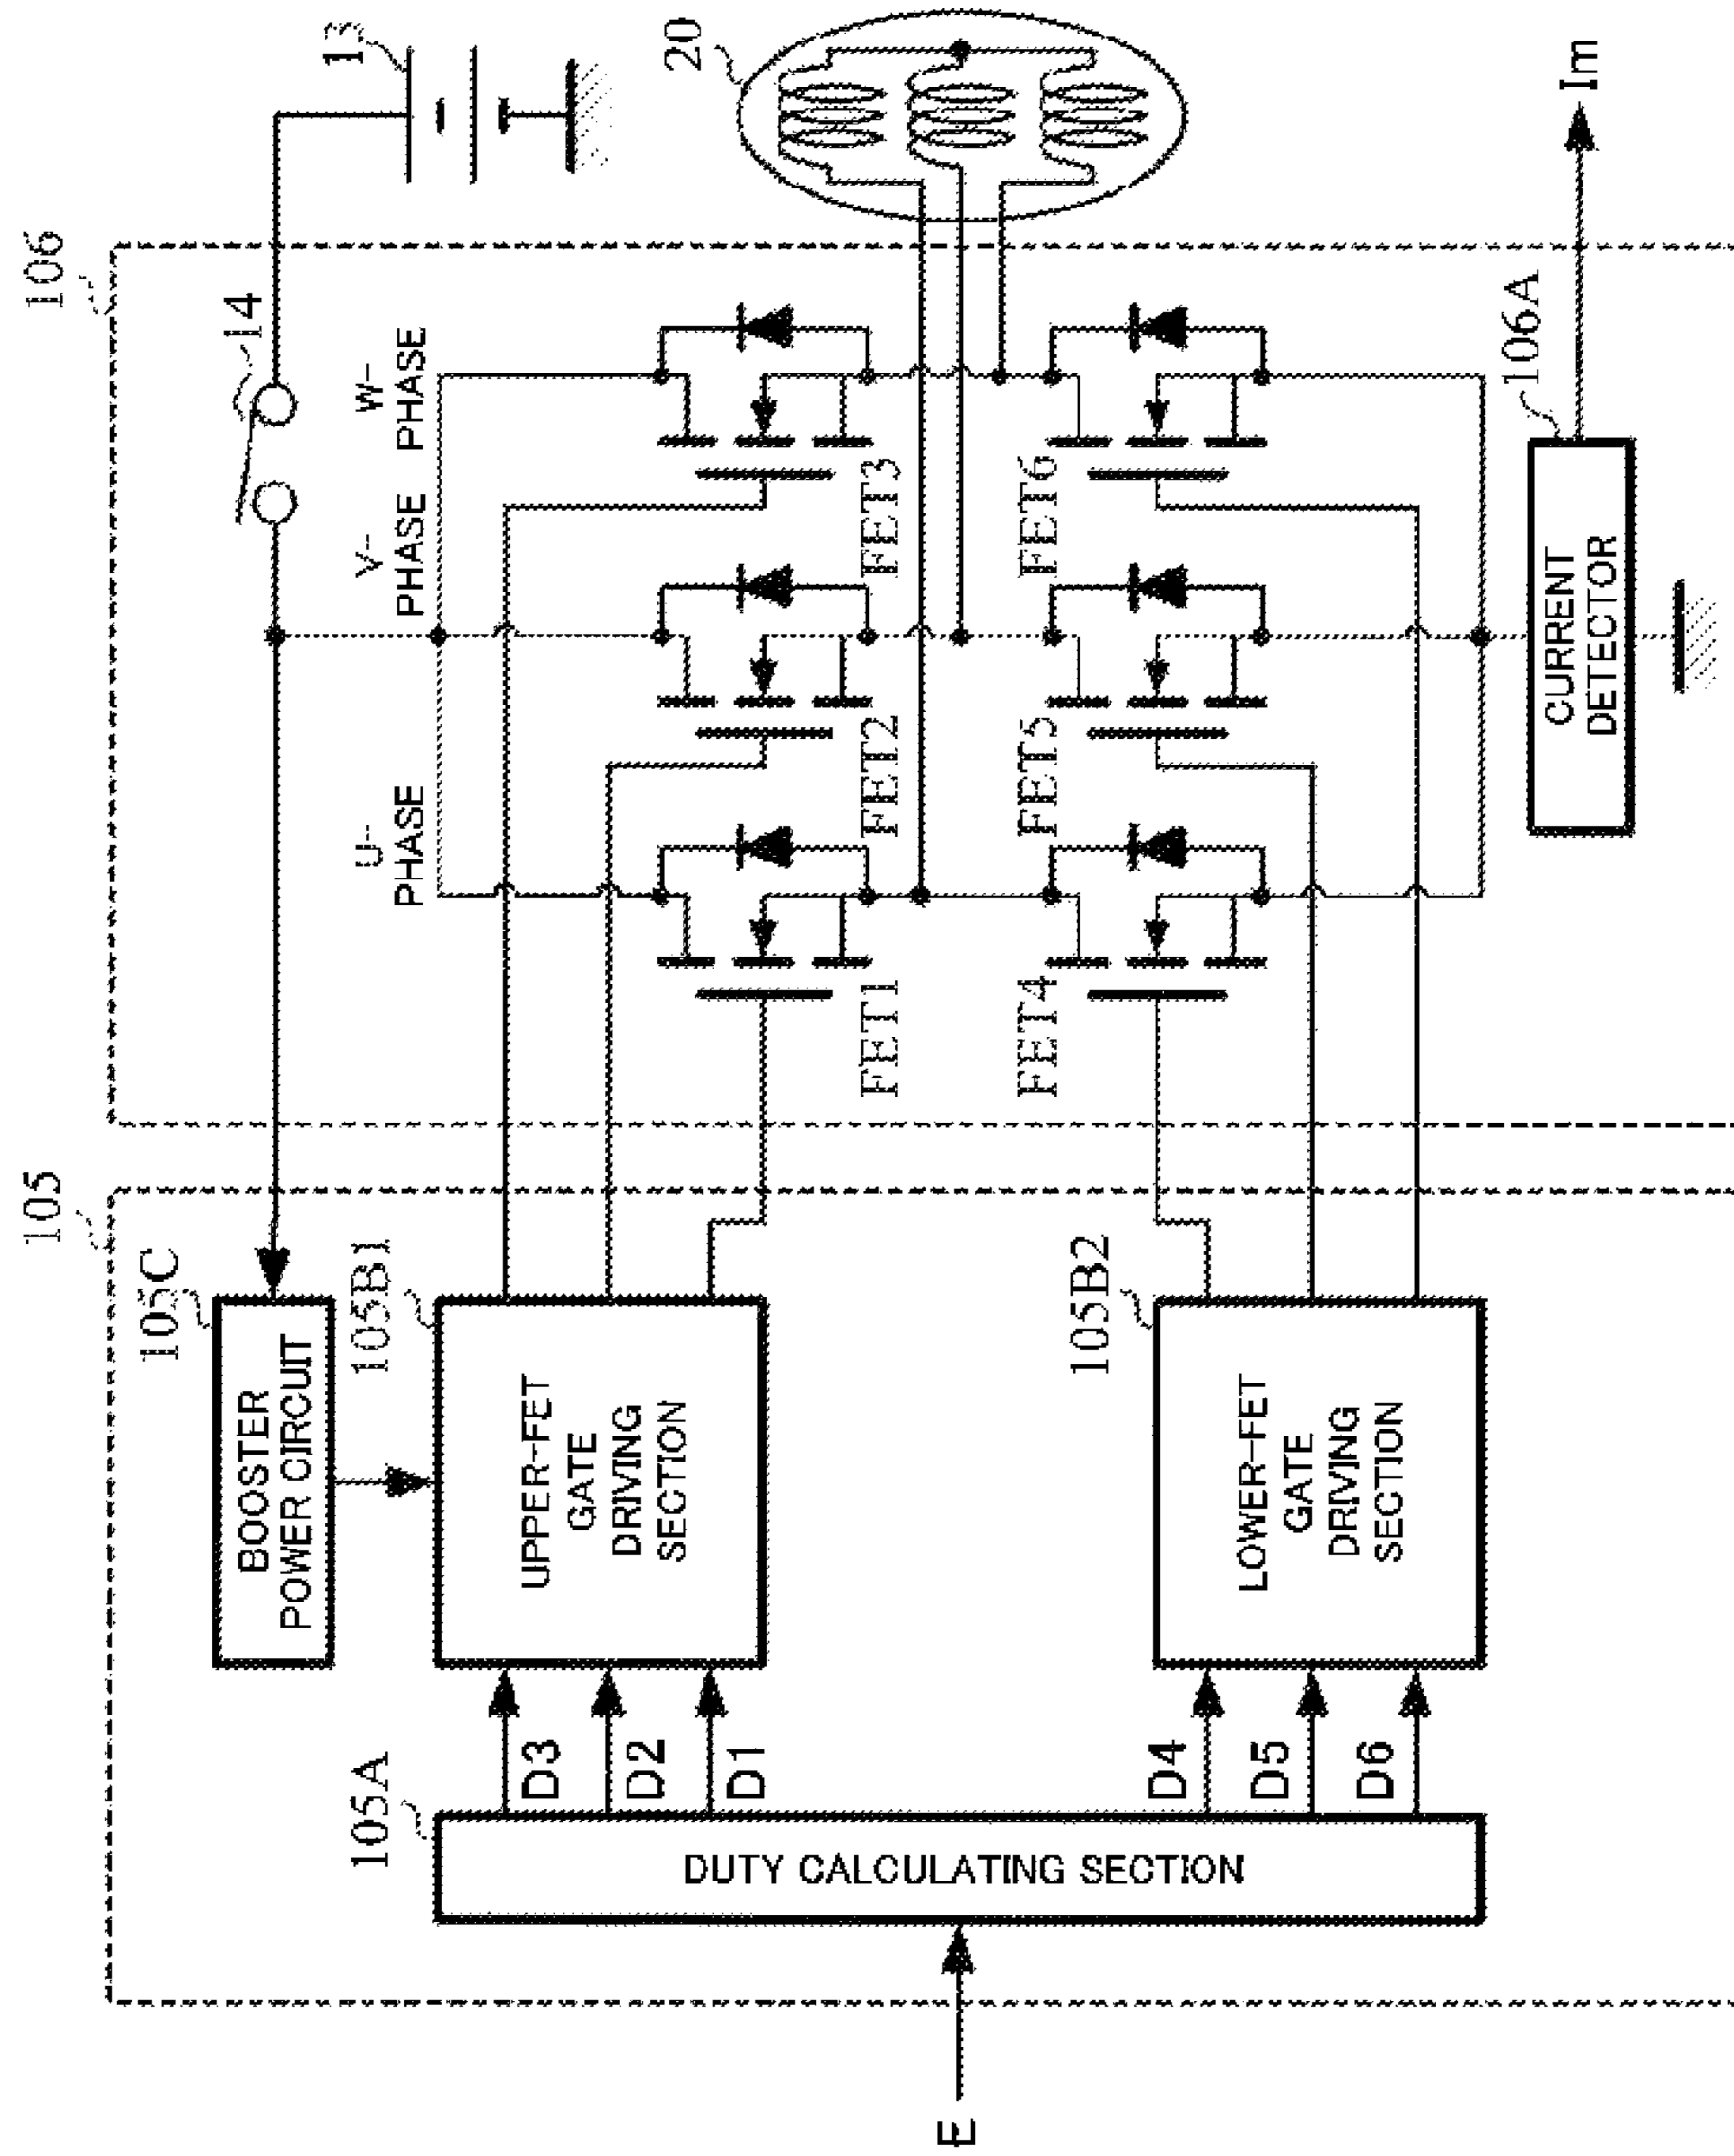 105
106
105C
BOOSTER
POWER CIRCUIT
14
13
105B1
UPPER-FET
GATE
DRIVING
SECTION
U-
PHASE
V-
PHASE
W-
PHASE
105A
DUTY CALCULATING SECTION
E
D3
D2
D1
D4
D5
D6
FET1
FET2
FET3
FET4
FET5
FET6
20
105B2
LOWER-FET
GATE
DRIVING
SECTION
106A
CURRENT
DETECTOR
Im